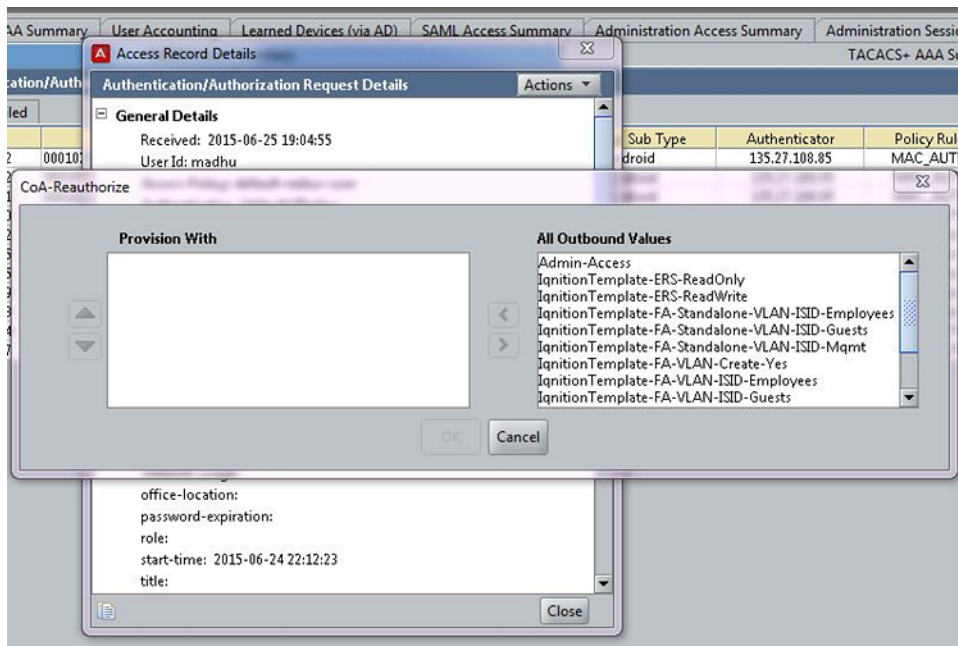 AA Summary User Accounting Learned Devices (via AD) SAML Access Summary Administration Access Summary Administration Sessi
Access Record Details
TACACS+ AAA Su
cation/Auth
Authentication/Authorization Request Details Actions
led
General Details
Received: 2015-06-25 19:04:55
Sub Type Authenticator Policy Rul
2 00010 User Id: madhu droid 135.27.108.85 MAC_AUT
CoA-Reauthorize
Provision With
All Outbound Values
Admin-Access
IgnitionTemplate-ERS-ReadOnly
IgnitionTemplate-ERS-ReadWrite
IgnitionTemplate-FA-Standalone-VLAN-ISID-Employees
IgnitionTemplate-FA-Standalone-VLAN-ISID-Guests
IgnitionTemplate-FA-Standalone-VLAN-ISID-Mgmt
IgnitionTemplate-FA-VLAN-Create-Yes
IgnitionTemplate-FA-VLAN-ISID-Employees
IgnitionTemplate-FA-VLAN-ISID-Guests
OK Cancel
office-location:
password-expiration:
role:
start-time: 2015-06-24 22:12:23
title:
Close